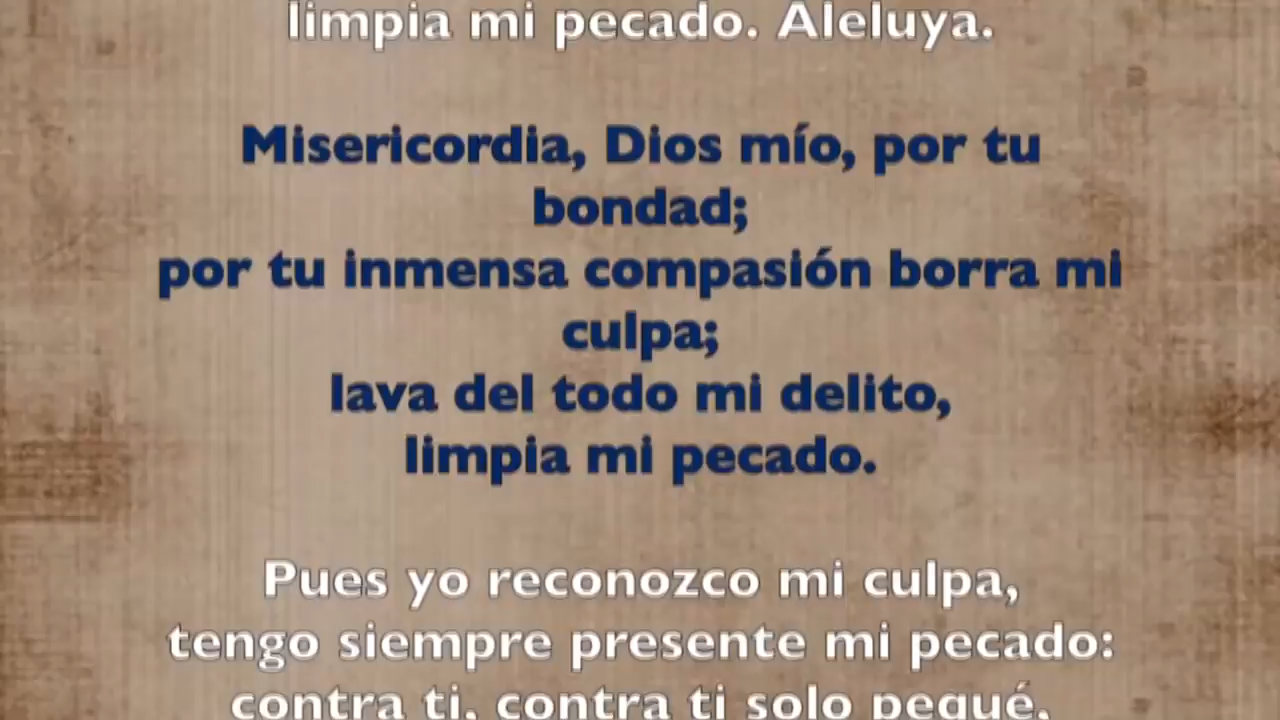 limpia mi pecado. Aleluya.
Misericordia, Dios mío, por tu
bondad;
por tu inmensa compasión borra mi
culpa;
lava del todo mi delito,
limpia mi pecado.
Pues yo reconozco mi culpa,
tengo siempre presente mi pecado:
contra ti, contra ti solo pequé,